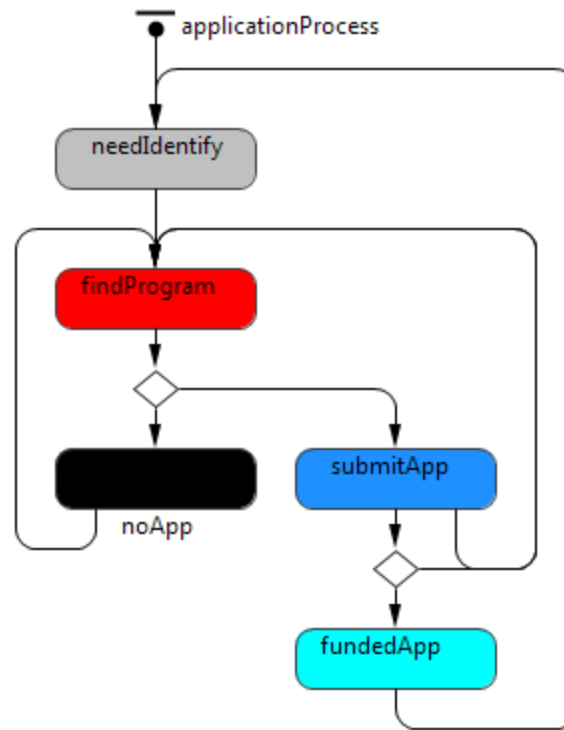 applicationProcess
needIdentify
findProgram
submitApp
noApp
fundedApp